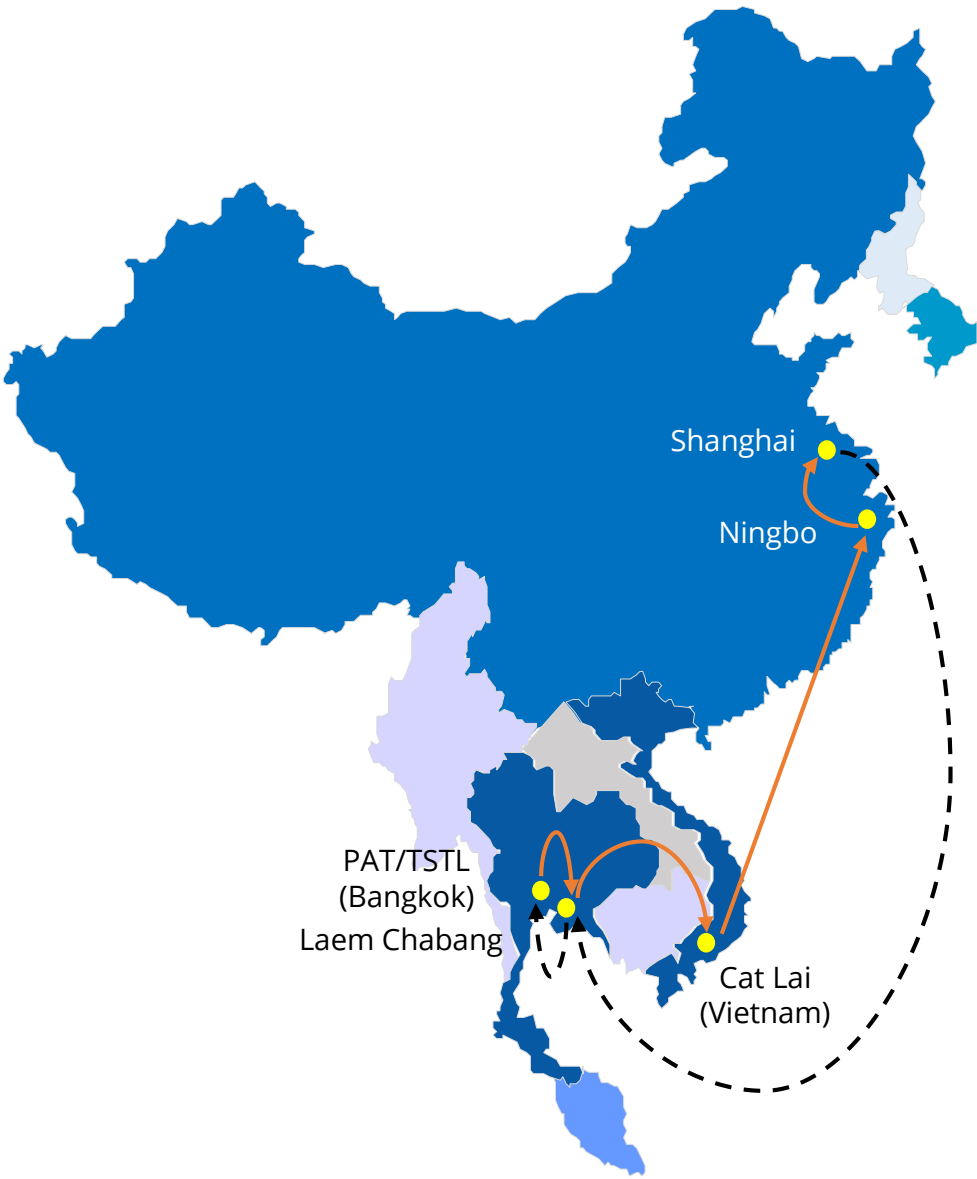 Shanghai
Ningbo
PAT/TSTL
(Bangkok)
Laem Chabang
Cat Lai
(Vietnam)